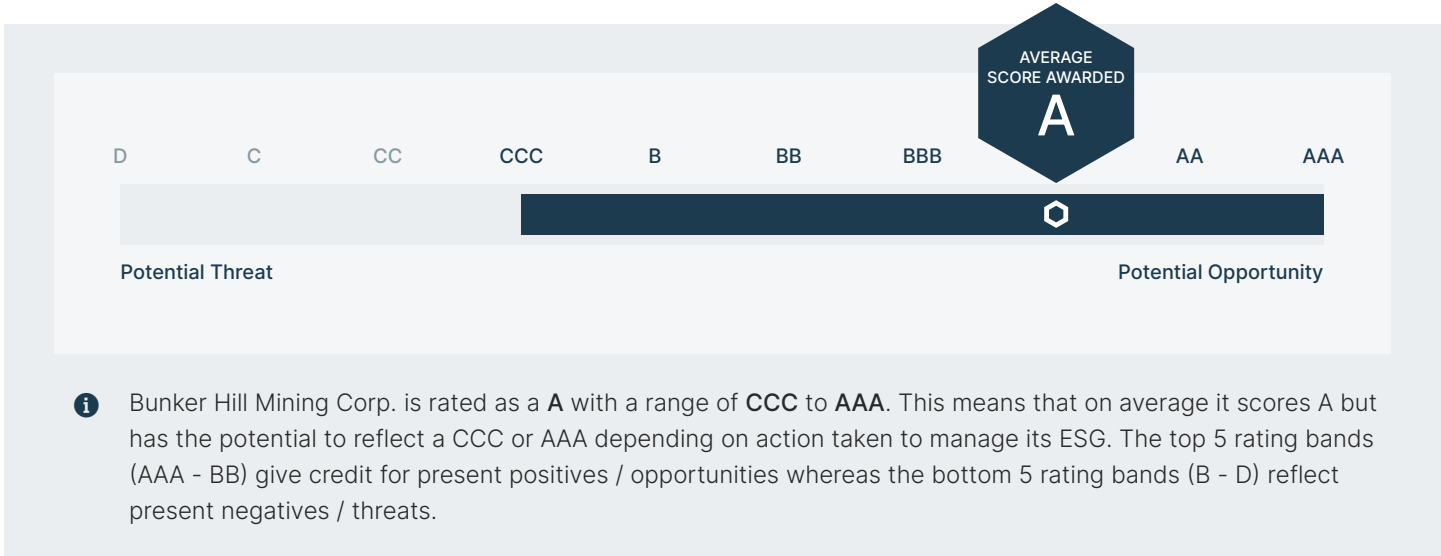 AVERAGE
SCORE AWARDED
A
D C CC CCC B BB BBB AA AAA
Potential Threat Potential Opportunity
Bunker Hill Mining Corp. is rated as a A with a range of CCC to AAA. This means that on average it scores A but
has the potential to reflect a CCC or AAA depending on action taken to manage its ESG. The top 5 rating bands
(AAA - BB) give credit for present positives / opportunities whereas the bottom 5 rating bands (B - D) reflect
present negatives / threats.